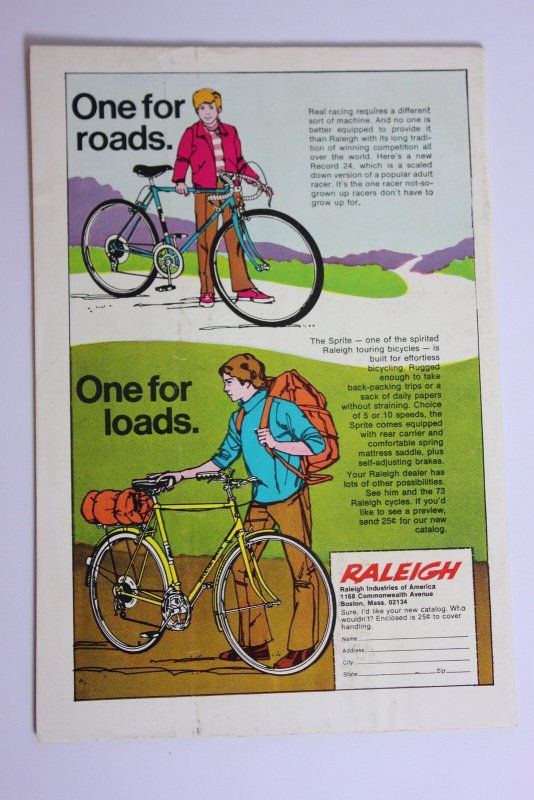 One for
roads.
Real racing requires a different
sort of machine. And no one is
better equipped to provide it
than Raleigh with its long tradi-
tion of winning competition all
over the world. Here's a new
Record 24, which is a scaled
down version of a popular adult
racer. It's the one racer not-so-
grown up racers don't have to
grow up for.
The Sprite — one of the spirited
Raleigh touring bicycles — is
built for effortless
bicycling. Rugged
enough to take
back-packing trips or a
sack of daily papers
without straining. Choice
of 5 or 10 speeds, the
Sprite comes equipped
with rear carrier and
comfortable spring
mattress saddle, plus
self-adjusting brakes.
Your Raleigh dealer has
lots of other possibilities.
See him and the 73
Raleigh cycles. If you'd
like to see a preview,
send 25¢ for our new
catalog.
One for
loads.
RALEIGH
Raleigh Industries of America
1168 Commonwealth Avenue
Boston, Mass. 02134
Sure, I'd like your new catalog. Who
wouldn't? Enclosed is 25¢ to cover
handling.
Name
Address
City
State Zip